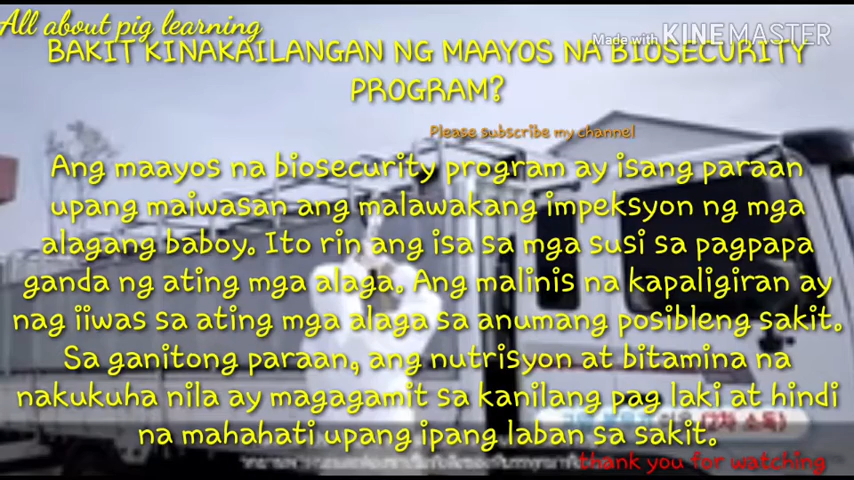 All about pig learning
Made with KINEMASTER
BAKIT KINAKAILANGAN NG MAAYOS NA BIOSECURITY
PROGRAM?
Please subscribe my channel
Ang maayos na biosecurity program ay isang paraan
upang maiwasan ang malawakang impeksyon ng mga
alagang baboy. Ito rin ang isa sa mga susi sa pagpapa
ganda ng ating mga alaga. Ang malinis na kapaligiran ay
nag iiwas sa ating mga alaga sa anumang posibleng sakit.
Sa ganitong paraan, ang nutrisyon at bitamina na
nakukuha nila ay magagamit sa kanilang pag laki at hindi
na mahahati upang ipang laban sa sakit.
thank you for watching